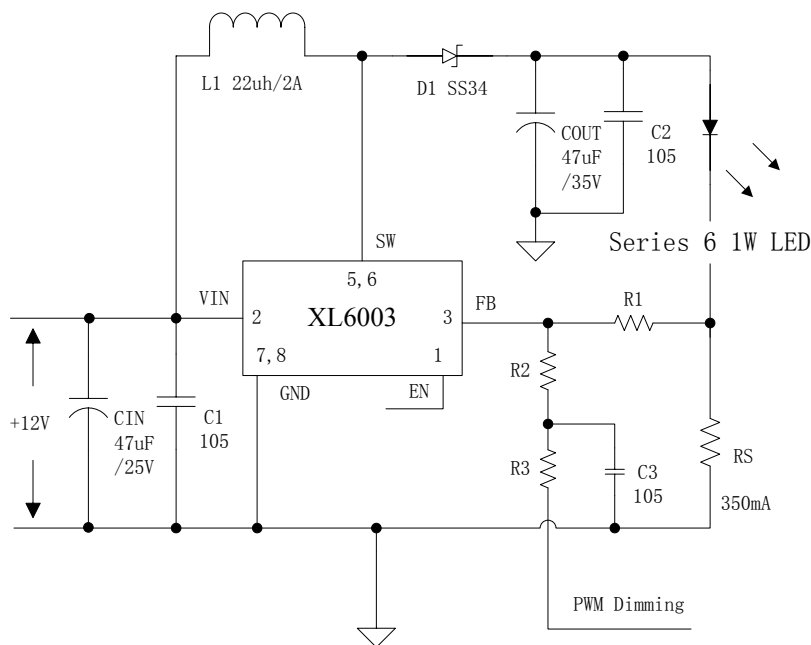 L1 22uh/2A
D1 SS34
COUT
47uF
/35V
C2
105
SW
Series 6 1W LED
5,6
VIN
2
XL6003
3
FB
R1
7,8
1
GND
EN
R2
+12V
CIN
47uF
/25V
C1
105
R3
C3
105
RS
350mA
PWM Dimming